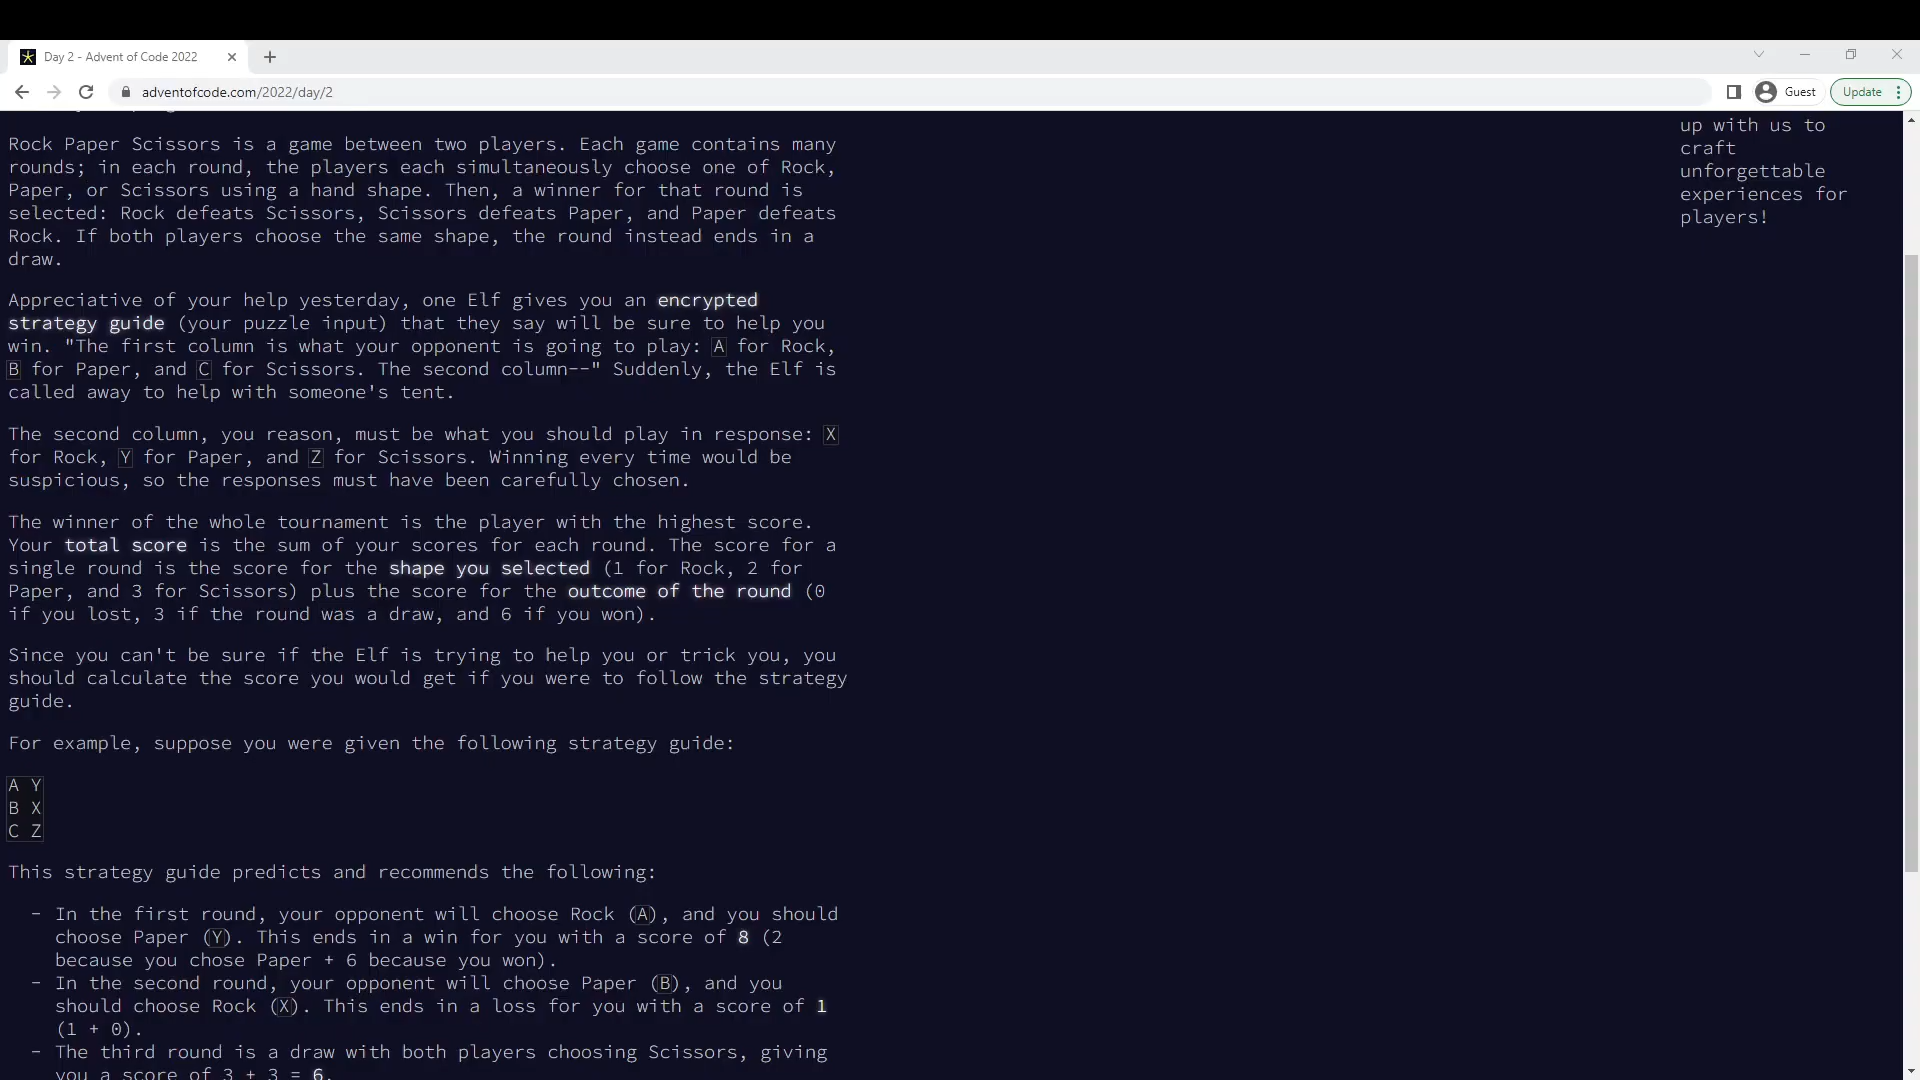 Day 2 - Advent of Code 2022
adventofcode.com/2022/day/2
Guest
Update
up with us to
craft
unforgettable
experiences for
players!
Rock Paper Scissors is a game between two players. Each game contains many
rounds; in each round, the players each simultaneously choose one of Rock,
Paper, or Scissors using a hand shape. Then, a winner for that round is
selected: Rock defeats Scissors, Scissors defeats Paper, and Paper defeats
Rock. If both players choose the same shape, the round instead ends in a
draw.
Appreciative of your help yesterday, one Elf gives you an encrypted
strategy guide (your puzzle input) that they say will be sure to help you
win. "The first column is what your opponent is going to play: A for Rock,
B for Paper, and C for Scissors. The second column--" Suddenly, the Elf is
called away to help with someone's tent.
The second column, you reason, must be what you should play in response: X
for Rock, Y for Paper, and Z for Scissors. Winning every time would be
suspicious, so the responses must have been carefully chosen.
The winner of the whole tournament is the player with the highest score.
Your total score is the sum of your scores for each round. The score for a
single round is the score for the shape you selected (1 for Rock, 2 for
Paper, and 3 for Scissors) plus the score for the outcome of the round (0
if you lost, 3 if the round was a draw, and 6 if you won).
Since you can't be sure if the Elf is trying to help you or trick you, you
should calculate the score you would get if you were to follow the strategy
guide.
For example, suppose you were given the following strategy guide:
A Y
B X
C Z
This strategy guide predicts and recommends the following:
- In the first round, your opponent will choose Rock (A), and you should
choose Paper (Y). This ends in a win for you with a score of 8 (2
because you chose Paper + 6 because you won).
- In the second round, your opponent will choose Paper (B), and you
should choose Rock (X). This ends in a loss for you with a score of 1
(1 + 0).
- The third round is a draw with both players choosing Scissors, giving
you a score of 3 + 3 = 6.